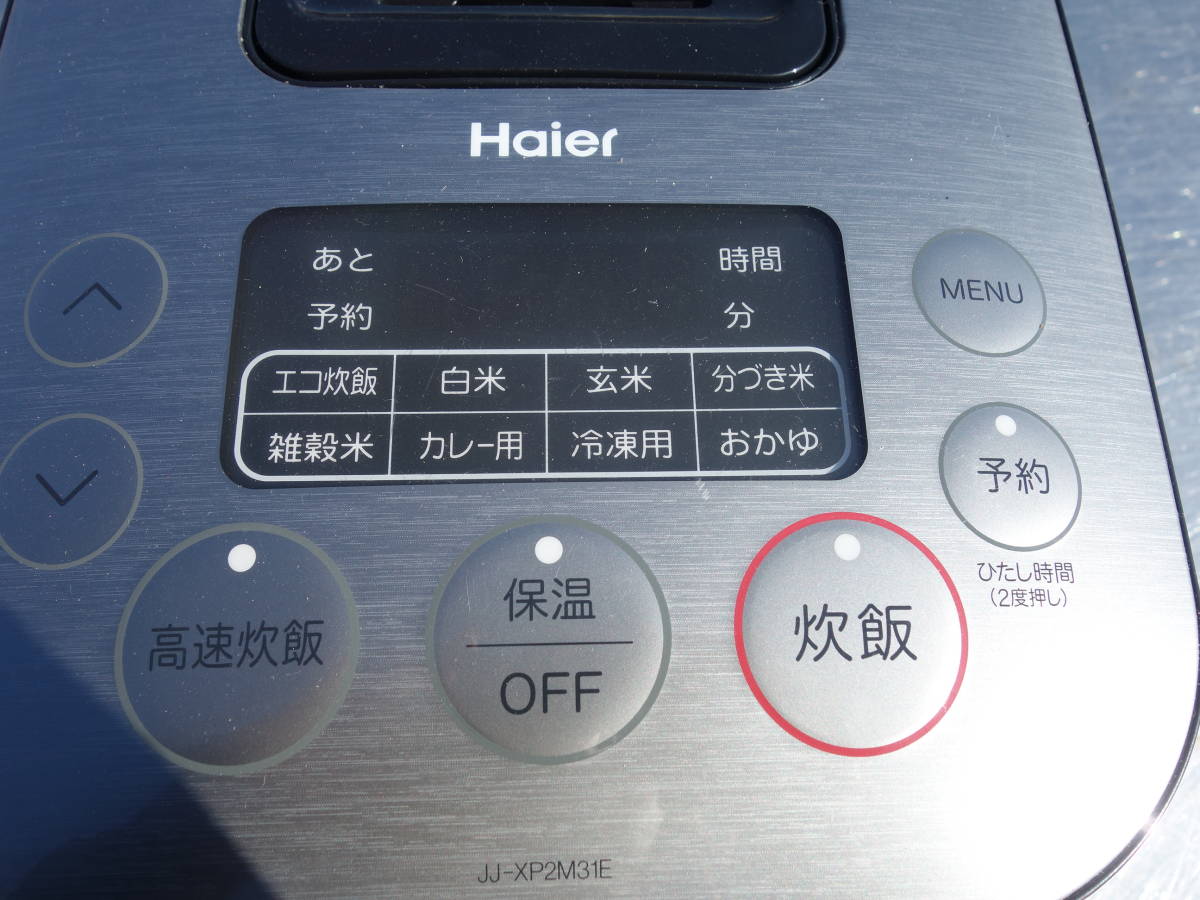 Haier
あと 時間
予約 分
MENU
エコ炊飯 白米 玄米 分づき米
雑穀米 カレー用 冷凍用 おかゆ
予約
ひたし時間
(2度押し)
高速炊飯
保温
OFF
炊飯
JJ-XP2M31E